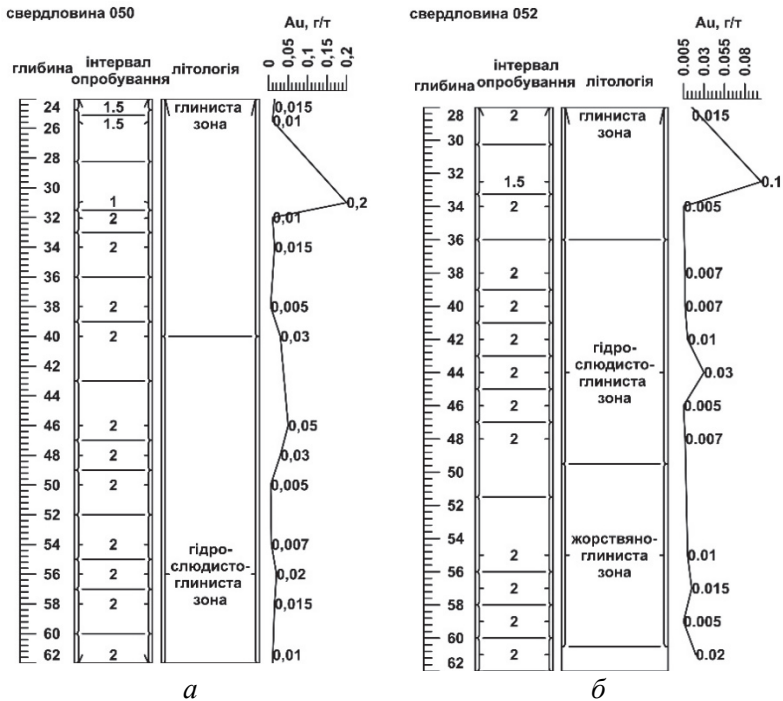 свердловина 050
Au, г/т
0 0,05 0,1 0,15 0,2
глибина
інтервал
опробування
літологія
24 1.5 глиниста 0,015
зона
26 1.5 0,01
28
30
1 0,2
32 2 0,01
34 2 0,015
36
38 2 0,005
40 2 0,03
42
44
46 2 0,05
48 2 0,03
50 2 0,005
52
54 2 гідро- 0,007
56 2 слюдисто- 0,02
глиниста
58 2 зона 0,015
60
62 2 0,01
а
свердловина 052
Au, г/т
0.005 0.03 0.05 0.08
глибина
інтервал
опробування
літологія
28 2 глиниста 0.015
зона
30
32 1.5 0.1
34 2 0.005
36
38 2 0.007
40 2 0.007
42 2 гідро- 0.01
44 2 слюдисто- 0.03
глиниста
46 2 зона 0.005
48 2 0.007
50
52
54 жорствяно-
2 глиниста 0.01
56 зона
2 0.015
58
2 0.005
60
2 0.02
62
б